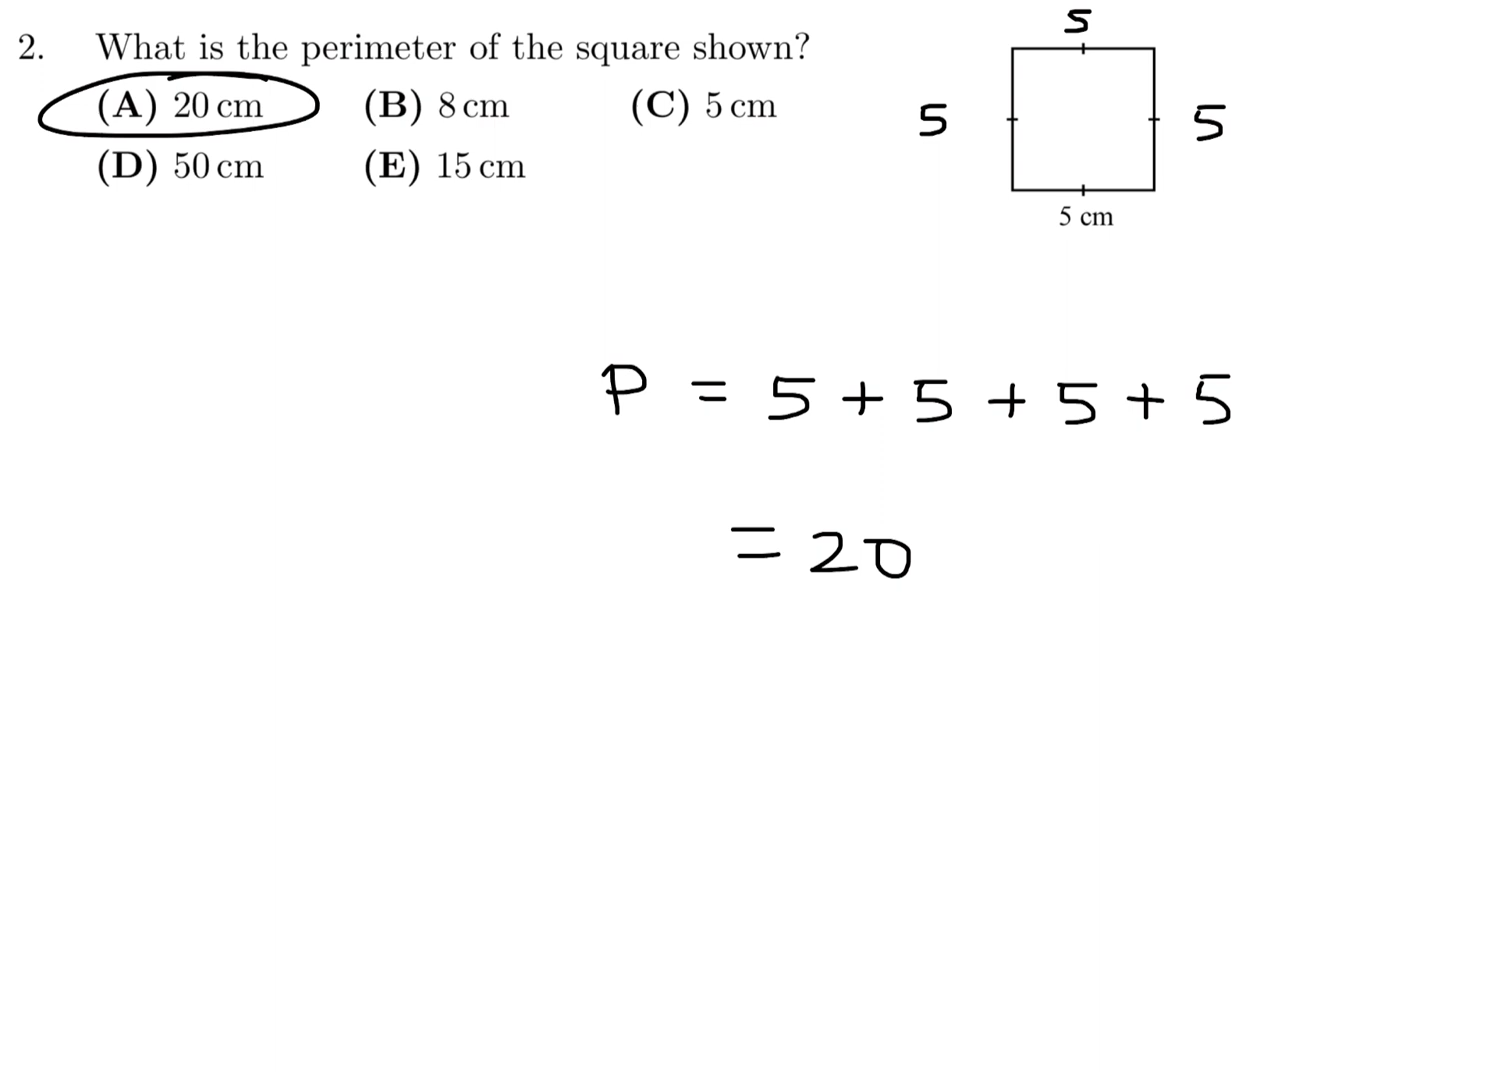 5
2. What is the perimeter of the square shown?
(A) 20 cm (B) 8 cm (C) 5 cm
5 5
(D) 50 cm (E) 15 cm
5 cm
P = 5 + 5 + 5 + 5
= 20